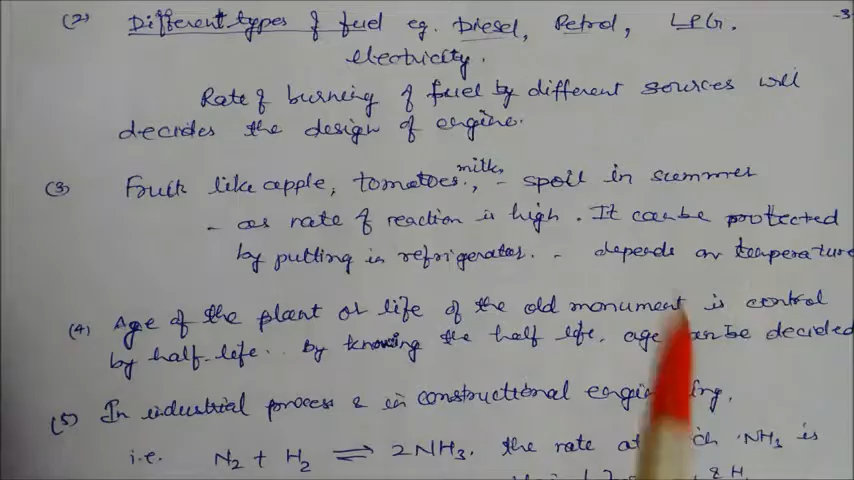 (2) Different types of fuel eg. Diesel, Petrol, LPG.
electricity.
Rate of burning of fuel by different sources will
decides the design of engine.
(3) Fruit like apple, tomatoes, milk, - spoil in summer
- as rate of reaction is high. It can be protected
by putting in refrigerator. - depends on temperature
(4) Age of the plant or life of the old monument is control
by half-life. By knowing the half life, age can be decided
(5) In industrial process & in constructional
i.e. N2 + H2 ⇌ 2NH3. the rate at NH3 is